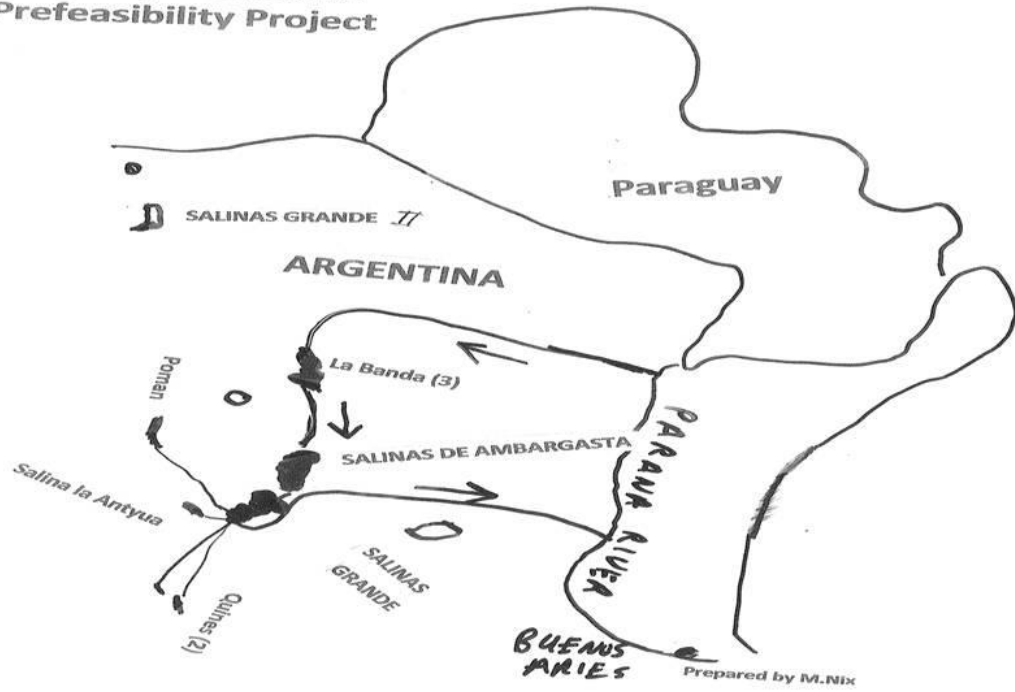 Prefeasibility Project
Paraguay
SALINAS GRANDE II
ARGENTINA
La Banda (3)
Poman
SALINAS DE AMBARGASTA
PARANA RIVER
Salina la Antyua
SALINAS
GRANDE
Quines (2)
BUENUS
ARIES
Prepared by M.Nix